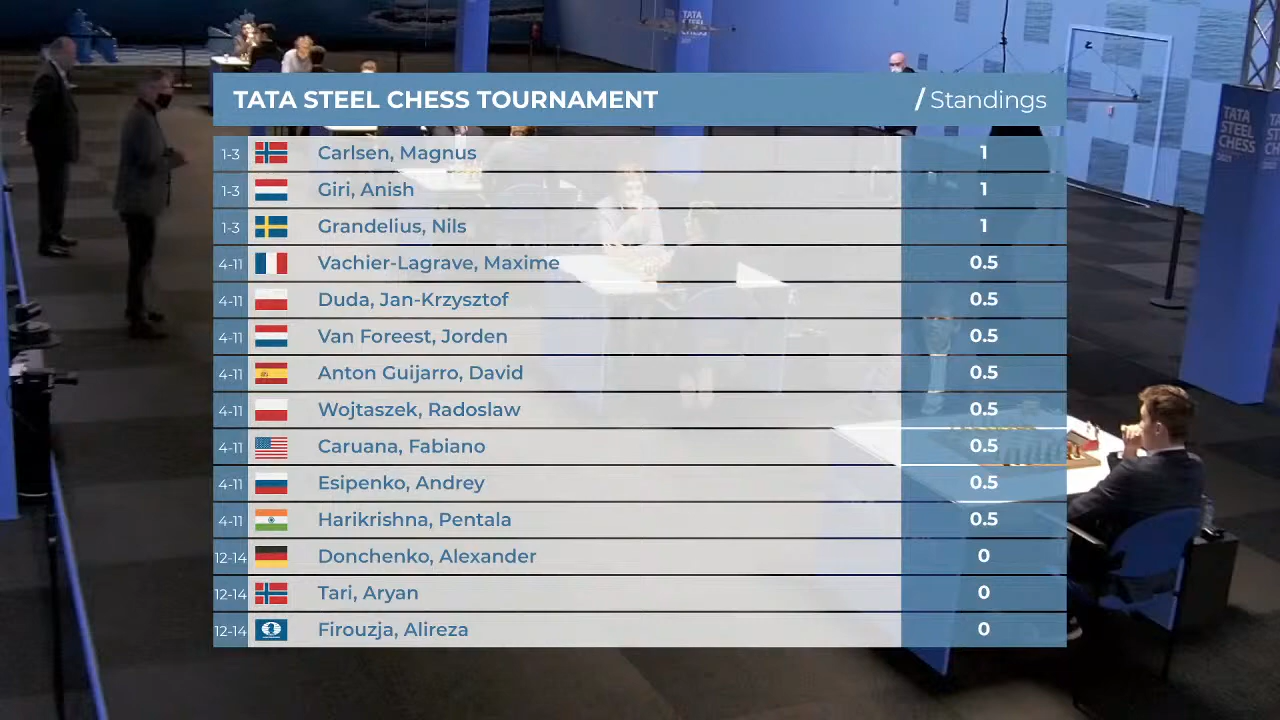 TATA
STEEL
CHESS
TATA STEEL CHESS TOURNAMENT / Standings
1-3 Carlsen, Magnus 1
1-3 Giri, Anish 1
1-3 Grandelius, Nils 1
4-11 Vachier-Lagrave, Maxime 0.5
4-11 Duda, Jan-Krzysztof 0.5
4-11 Van Foreest, Jorden 0.5
4-11 Anton Guijarro, David 0.5
4-11 Wojtaszek, Radoslaw 0.5
4-11 Caruana, Fabiano 0.5
4-11 Esipenko, Andrey 0.5
4-11 Harikrishna, Pentala 0.5
12-14 Donchenko, Alexander 0
12-14 Tari, Aryan 0
12-14 Firouzja, Alireza 0
TATA
STEEL
CHESS
2021